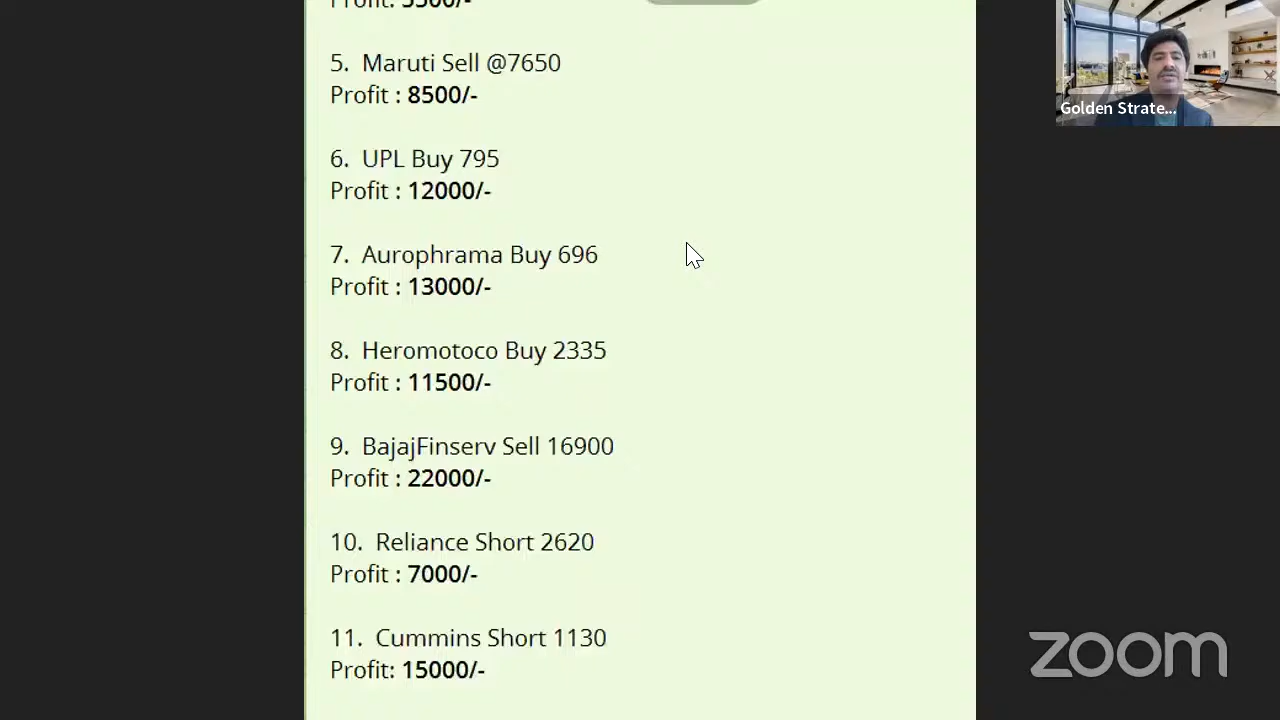 Profit: 5500/-
5. Maruti Sell @7650
Profit : 8500/-
6. UPL Buy 795
Profit : 12000/-
7. Aurophrama Buy 696
Profit : 13000/-
8. Heromotoco Buy 2335
Profit : 11500/-
9. BajajFinserv Sell 16900
Profit : 22000/-
10. Reliance Short 2620
Profit : 7000/-
11. Cummins Short 1130
Profit: 15000/-
Golden Strate...
zoom